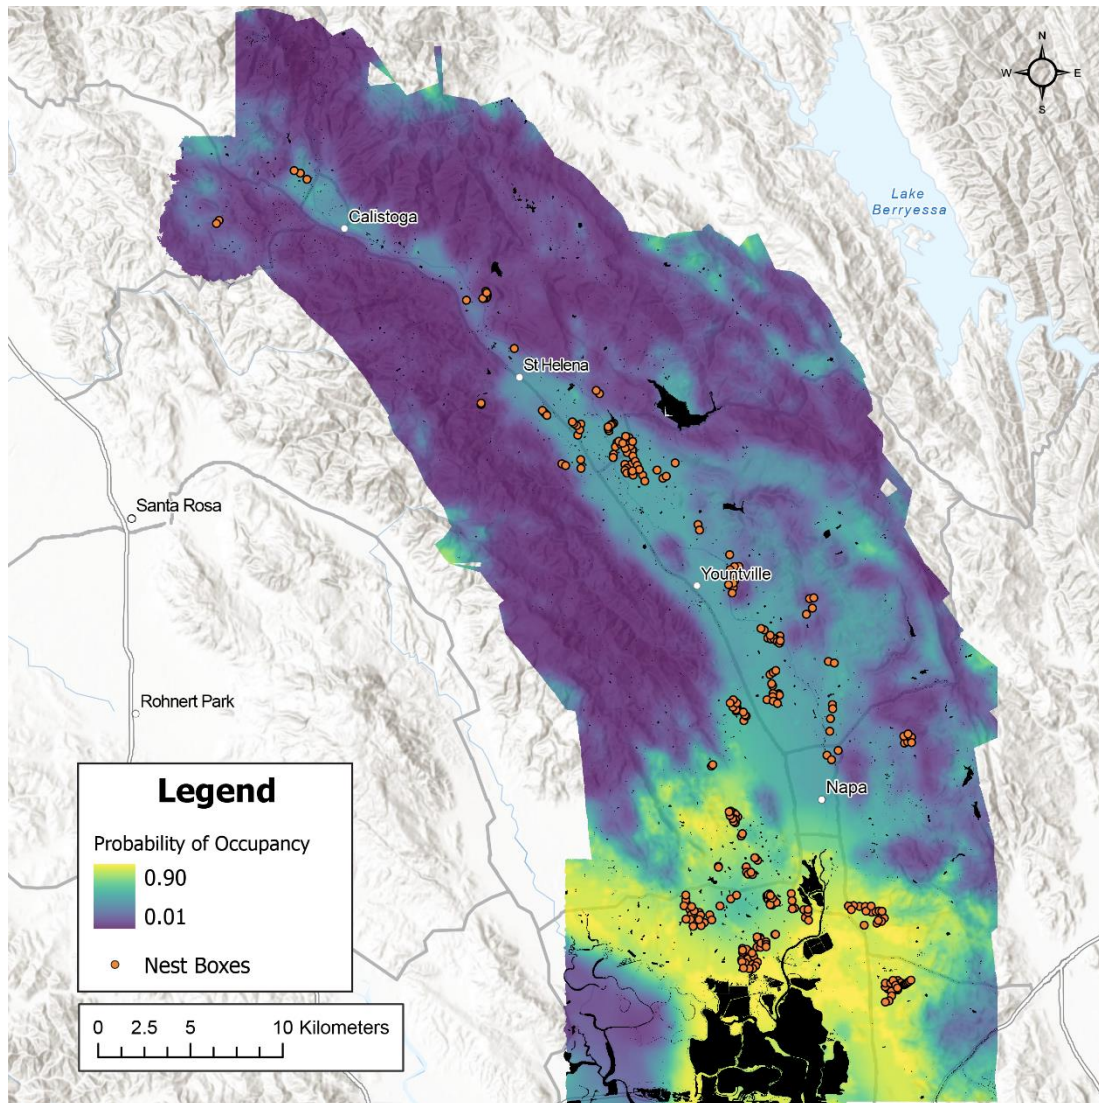 N
W E
S
Lake
Berryessa
Calistoga
St Helena
Santa Rosa
Yountville
Rohnert Park
Napa
Legend
Probability of Occupancy
0.90
0.01
Nest Boxes
0 2.5 5 10 Kilometers